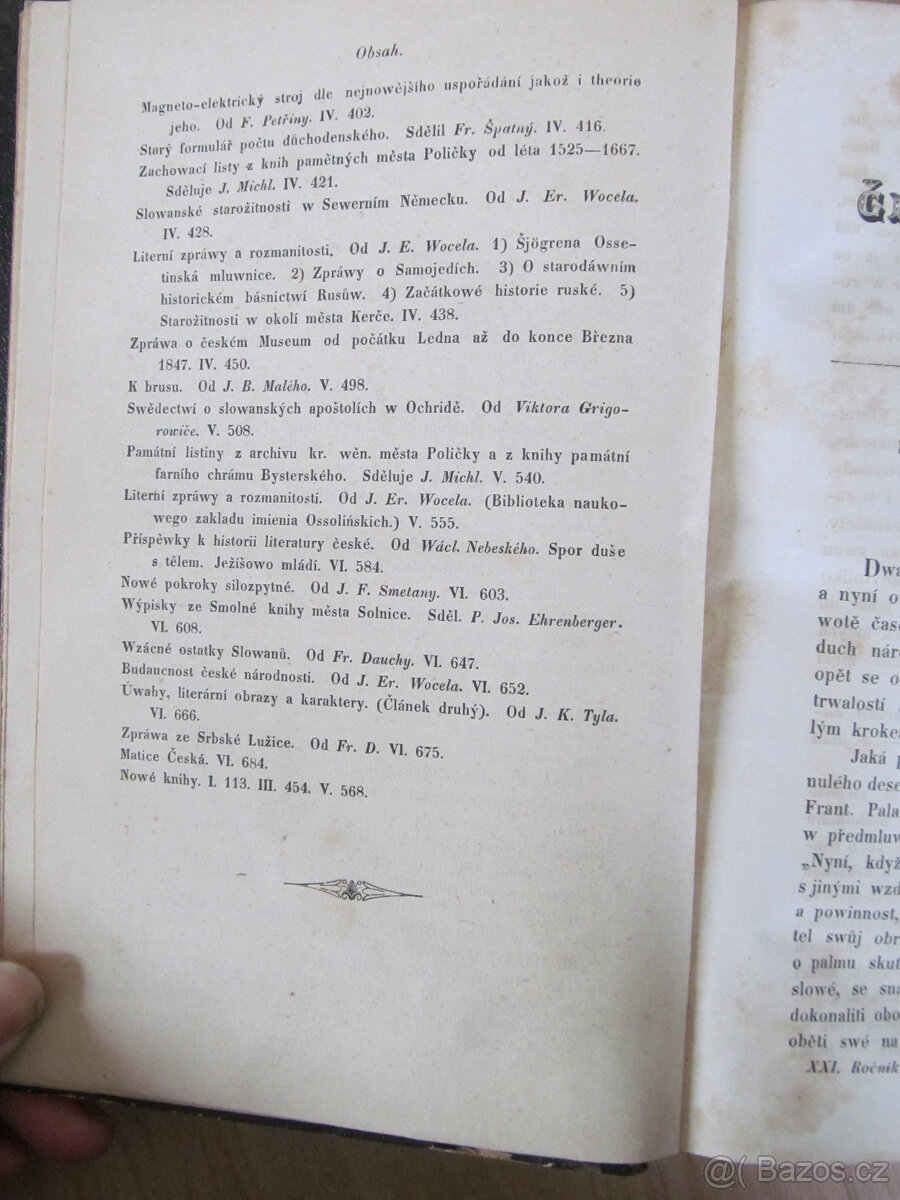 Obsah.
Magneto-elektrický stroj dle nejnowějšího uspořádání jakož i theorie
jeho. Od F. Petřiny. IV. 402.
Starý formulář počtu důchodenského. Sdělil Fr. Špatný. IV. 416.
Zachowací listy z knih pamětných města Poličky od léta 1525—1667.
Sděluje J. Michl. IV. 421.
Slowanské starožitnosti w Sewerním Německu. Od J. Er. Wocela.
IV. 428.
Literní zpráwy a rozmanitosti. Od J. E. Wocela. 1) Šjögrena Osse-
tinská mluwnice. 2) Zpráwy o Samojedích. 3) O starodáwním
historickém básnictwí Rusůw. 4) Začátkowé historie ruské. 5)
Starožitnosti w okolí města Kerče. IV. 438.
Zpráwa o českém Museum od počátku Ledna až do konce Března
1847. IV. 450.
K brusu. Od J. B. Malého. V. 498.
Swědectwí o slowanských apoštolích w Ochridě. Od Viktora Grigo-
rowiče. V. 508.
Památní listiny z archivu kr. wěn. města Poličky a z knihy památní
farního chrámu Bysterského. Sděluje J. Michl. V. 540.
Literní zpráwy a rozmanitosti. Od J. Er. Wocela. (Biblioteka nauko-
wego zakladu imienia Ossolińskich.) V. 555.
Příspěwky k historii literatury české. Od Wácl. Nebeského. Spor duše
s tělem. Ježíšowo mládí. VI. 584.
Nowé pokroky silozpytné. Od J. F. Smetany. VI. 603.
Wýpisky ze Smolné knihy města Solnice. Sděl. P. Jos. Ehrenberger.
VI. 608.
Wzácné ostatky Slowanů. Od Fr. Dauchy. VI. 647.
Budaucnost české národnosti. Od J. Er. Wocela. VI. 652.
Úwahy, literární obrazy a karaktery. (Článek druhý). Od J. K. Tyla.
VI. 666.
Zpráwa ze Srbské Lužice. Od Fr. D. VI. 675.
Matice Česká. VI. 684.
Nowé knihy. I. 113. III. 454. V. 568.
Dwa
a nyní o
wotě čas
duch náro
opět se o
trwalostí
lým kroke
Jaká p
nulého dese
Frant. Pala
w předmluw
„Nyní, když
s jinými wzd
a powinnost,
tel swůj obr
o palmu skut
slowé, se sna
dokonaliti obo
oběti swé na
XXI. Ročník
@( Bazos.cz